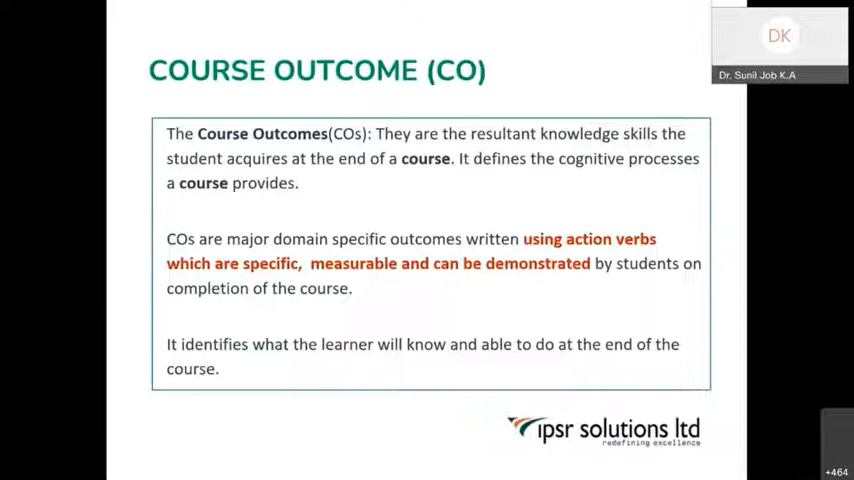 COURSE OUTCOME (CO)
DK
Dr. Sunil Job K.A
The Course Outcomes(COs): They are the resultant knowledge skills the
student acquires at the end of a course. It defines the cognitive processes
a course provides.
COs are major domain specific outcomes written using action verbs
which are specific, measurable and can be demonstrated by students on
completion of the course.
It identifies what the learner will know and able to do at the end of the
course.
ipsr solutions ltd
redefining excellence
+464